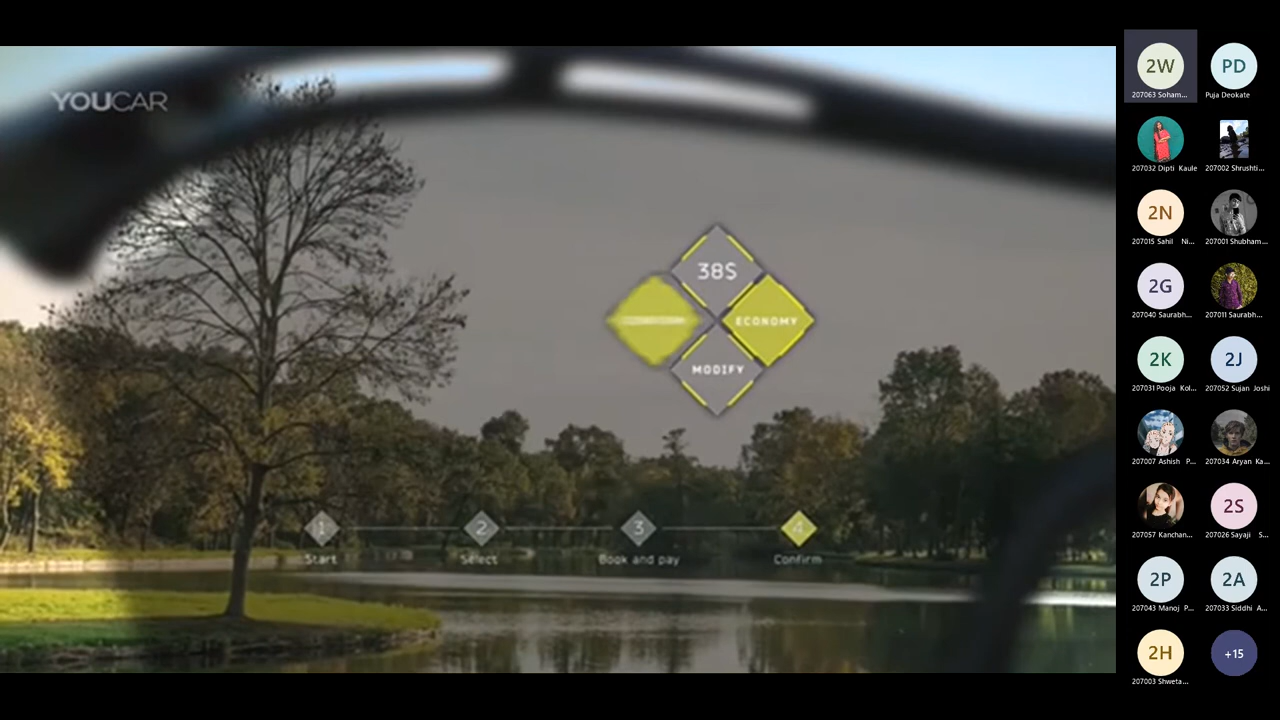 YOUCAR
38$
ECONOMY
MODIFY
1
2
3
4
Start
Select
Book and pay
Confirm
2W
PD
207063 Soham...
Puja Deokate
207032 Dipti Kaule
207002 Shrushti...
2N
207015 Sahil Ni...
207001 Shubham...
2G
207040 Saurabh...
207011 Saurabh...
2K
2J
207031 Pooja Kol...
207052 Sujan Joshi
207007 Ashish P...
207034 Aryan Ka...
2S
207057 Kanchan...
207026 Sayaji S...
2P
2A
207043 Manoj P...
207033 Siddhi A...
2H
+15
207003 Shweta...